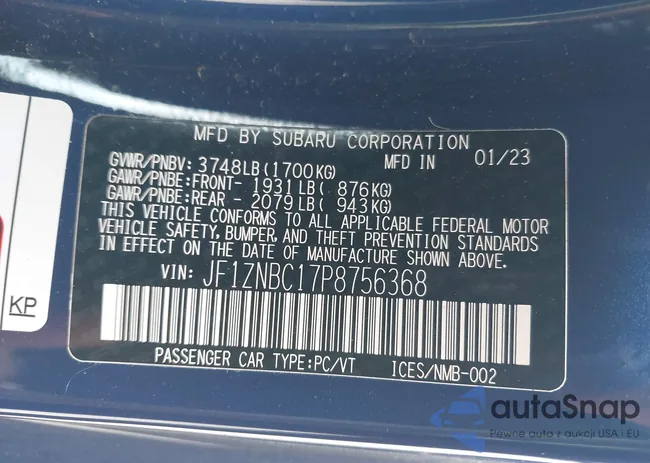 MFD BY SUBARU CORPORATION
GVWR/PNBV: 3748LB(1700KG) MFD IN 01/23
GAWR/PNBE:FRONT- 1931LB( 876KG)
GAWR/PNBE:REAR - 2079LB( 943KG)
THIS VEHICLE CONFORMS TO ALL APPLICABLE FEDERAL MOTOR
VEHICLE SAFETY, BUMPER, AND THEFT PREVENTION STANDARDS
IN EFFECT ON THE DATE OF MANUFACTURE SHOWN ABOVE.
VIN: JF1ZNBC17P8756368
PASSENGER CAR TYPE:PC/VT ICES/NMB-002
KP
autoSnap
Pewne auto z aukcji USA i EU